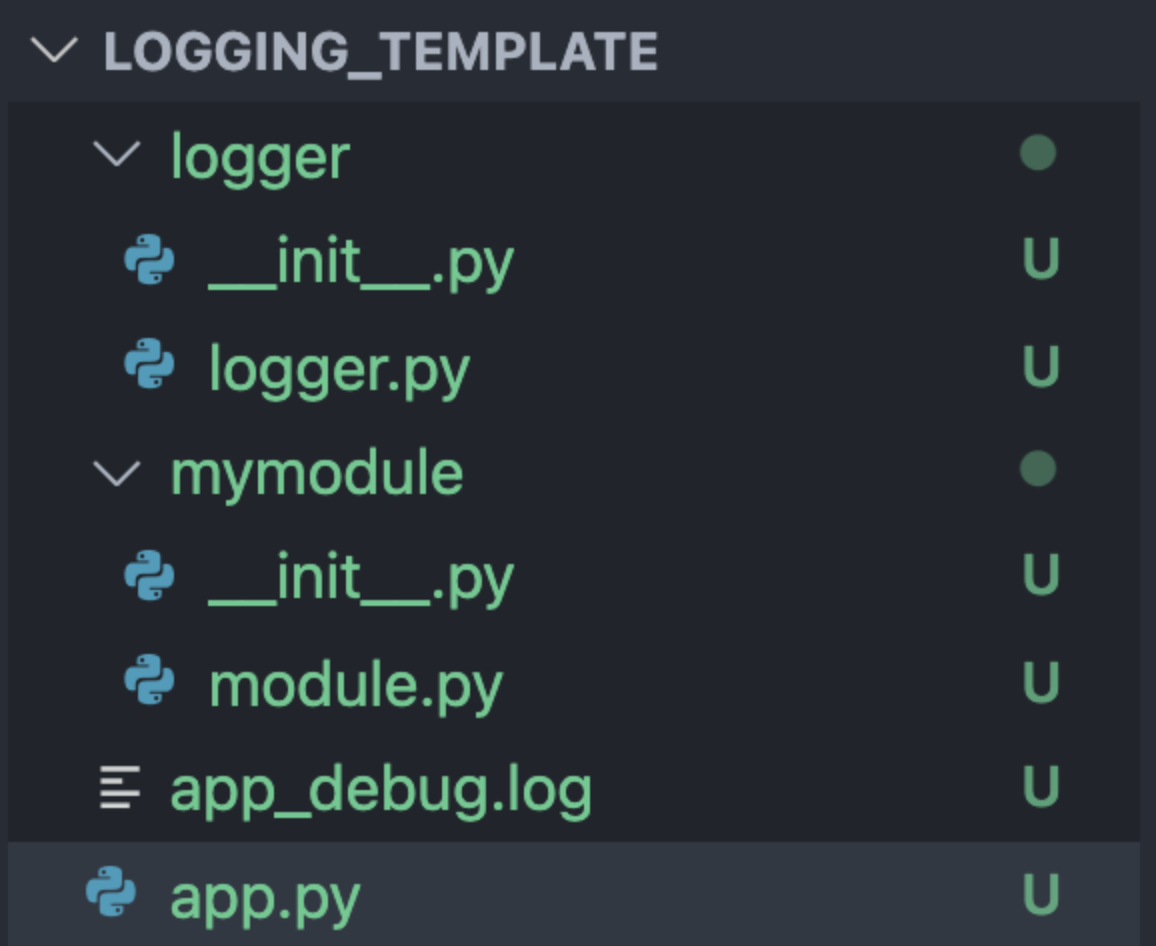 LOGGING_TEMPLATE
logger
__init__.py U
logger.py U
mymodule
__init__.py U
module.py U
app_debug.log U
app.py U